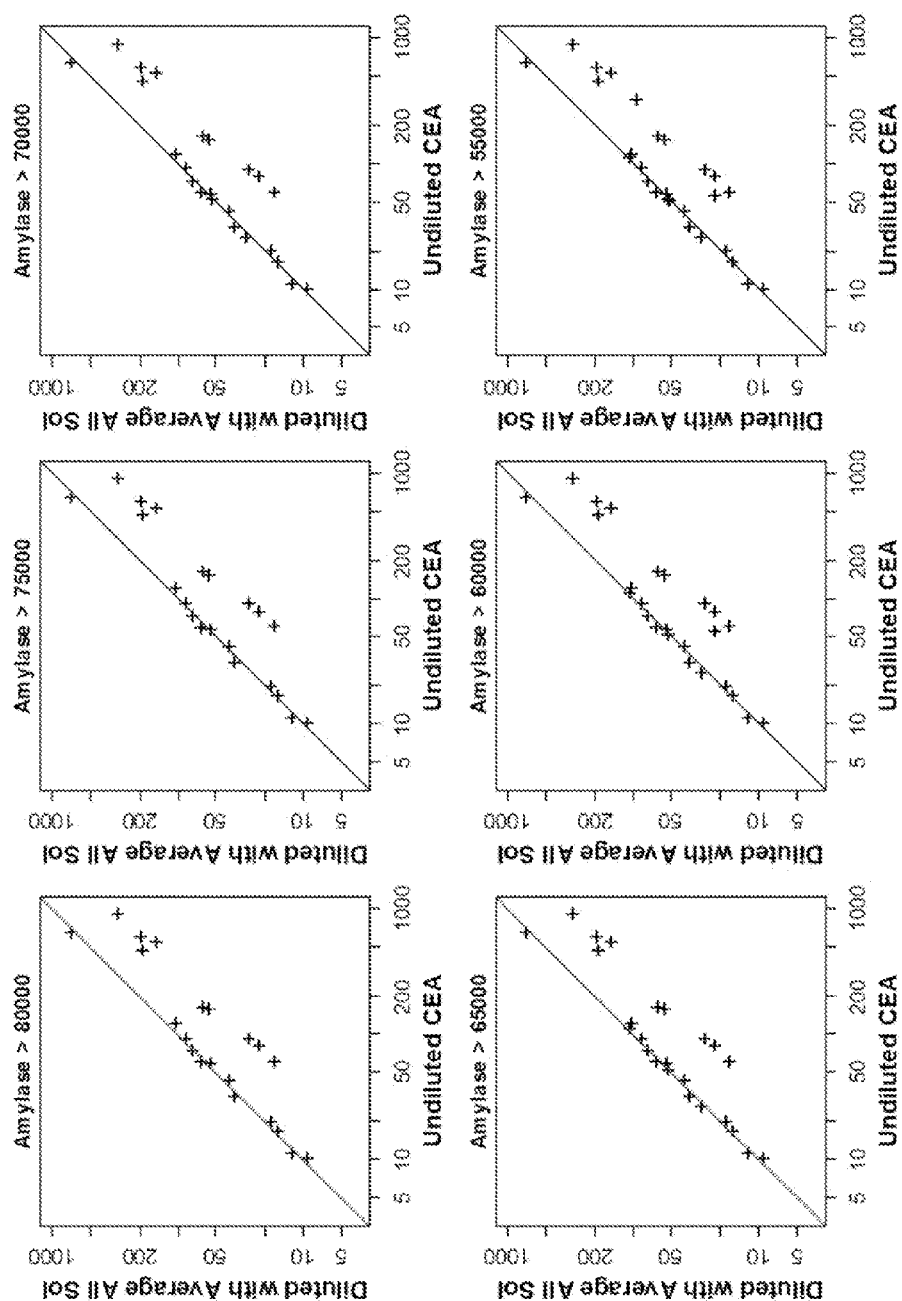 Amylase > 70000
1000
200
50
10
5
Diluted with Average All Sol
5 10 50 200 1000
Undiluted CEA
Amylase > 55000
1000
200
50
10
5
Diluted with Average All Sol
5 10 50 200 1000
Undiluted CEA
Amylase > 75000
1000
200
50
10
5
Diluted with Average All Sol
5 10 50 200 1000
Undiluted CEA
Amylase > 60000
1000
200
50
10
5
Diluted with Average All Sol
5 10 50 200 1000
Undiluted CEA
Amylase > 80000
1000
200
50
10
5
Diluted with Average All Sol
5 10 50 200 1000
Undiluted CEA
Amylase > 65000
1000
200
50
10
5
Diluted with Average All Sol
5 10 50 200 1000
Undiluted CEA